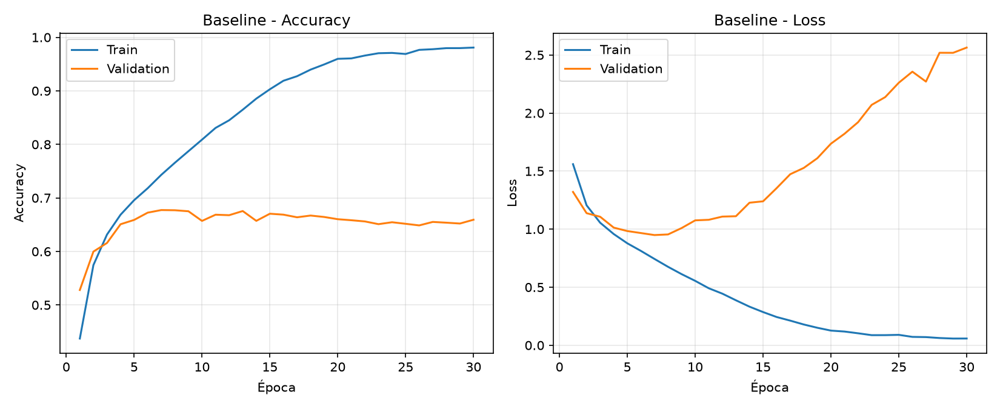 Baseline - Accuracy
Train
Validation
1.0
0.9
0.8
0.7
0.6
0.5
Accuracy
0 5 10 15 20 25 30
Época
Baseline - Loss
Train
Validation
2.5
2.0
1.5
1.0
0.5
0.0
Loss
0 5 10 15 20 25 30
Época